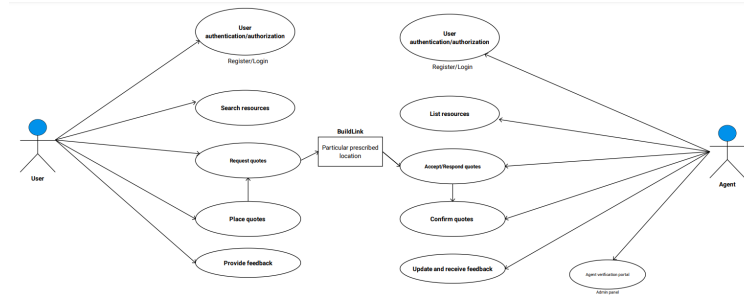 User
authentication/authorization
Register/Login
User
authentication/authorization
Register/Login
Search resources
List resources
BuildLink
Particular prescribed
location
Request quotes
Accept/Respond quotes
User
Agent
Place quotes
Confirm quotes
Provide feedback
Update and receive feedback
Agent verification portal
Admin panel